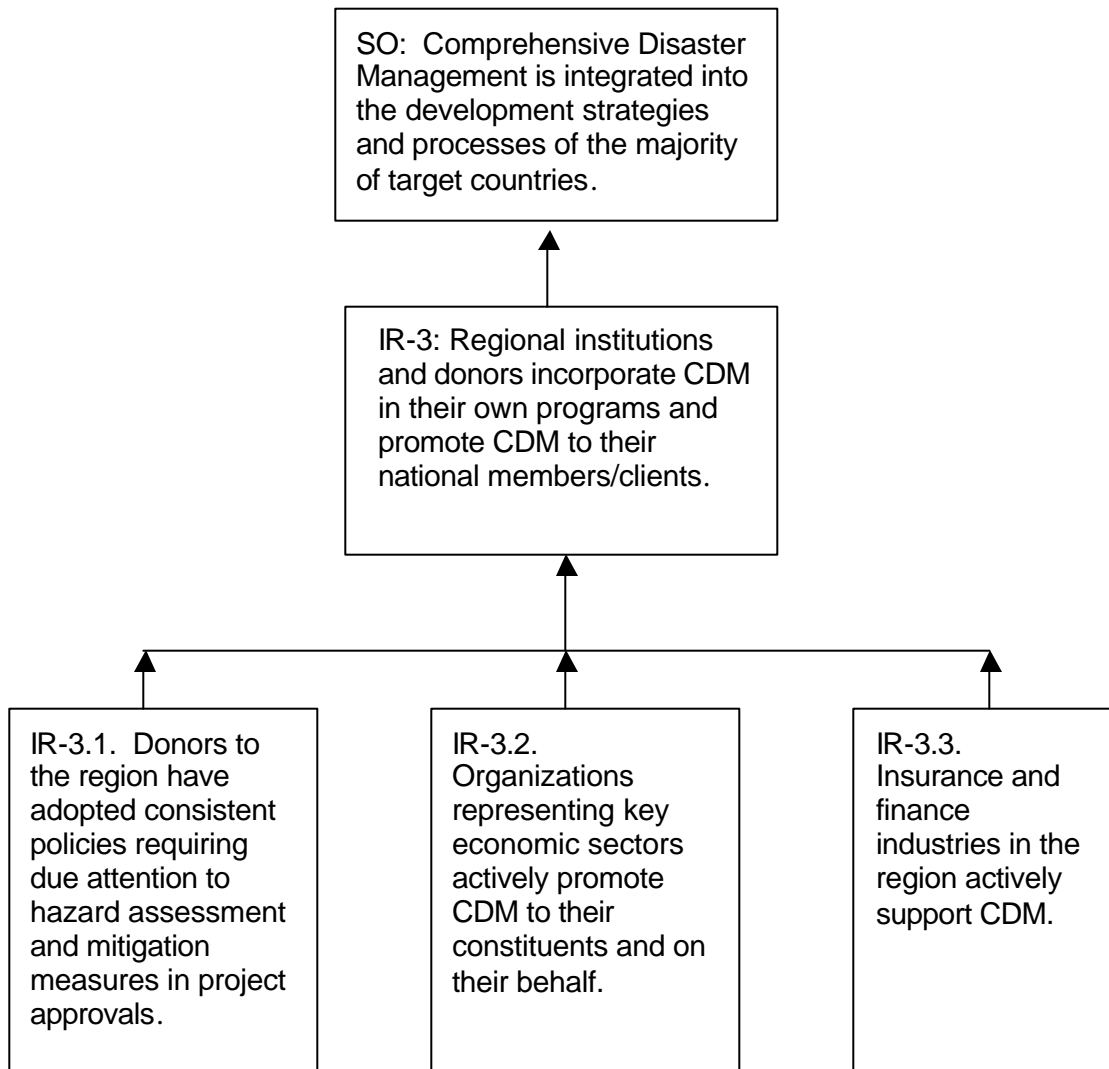 SO: Comprehensive Disaster
Management is integrated into
the development strategies
and processes of the majority
of target countries.
IR-3: Regional institutions
and donors incorporate CDM
in their own programs and
promote CDM to their
national members/clients.
IR-3.1. Donors to
the region have
adopted consistent
policies requiring
due attention to
hazard assessment
and mitigation
measures in project
approvals.
IR-3.2.
Organizations
representing key
economic sectors
actively promote
CDM to their
constituents and on
their behalf.
IR-3.3.
Insurance and
finance
industries in the
region actively
support CDM.